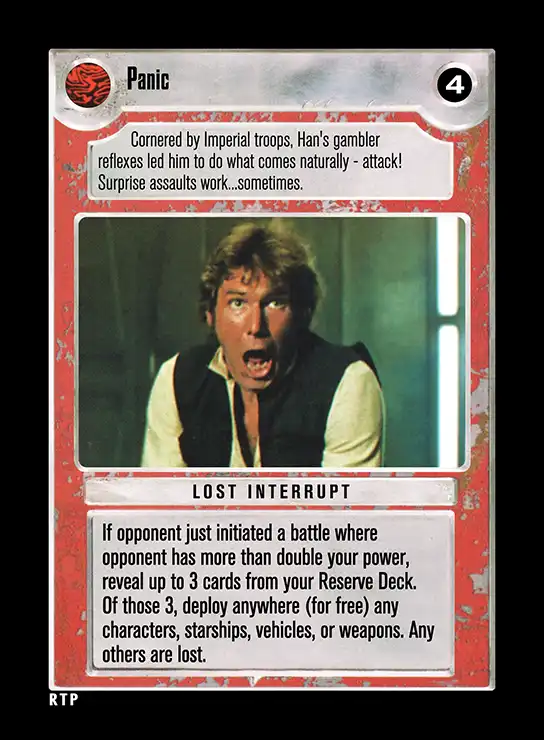 Panic
4
Cornered by Imperial troops, Han's gambler
reflexes led him to do what comes naturally - attack!
Surprise assaults work...sometimes.
LOST INTERRUPT
If opponent just initiated a battle where
opponent has more than double your power,
reveal up to 3 cards from your Reserve Deck.
Of those 3, deploy anywhere (for free) any
characters, starships, vehicles, or weapons. Any
others are lost.
RTP